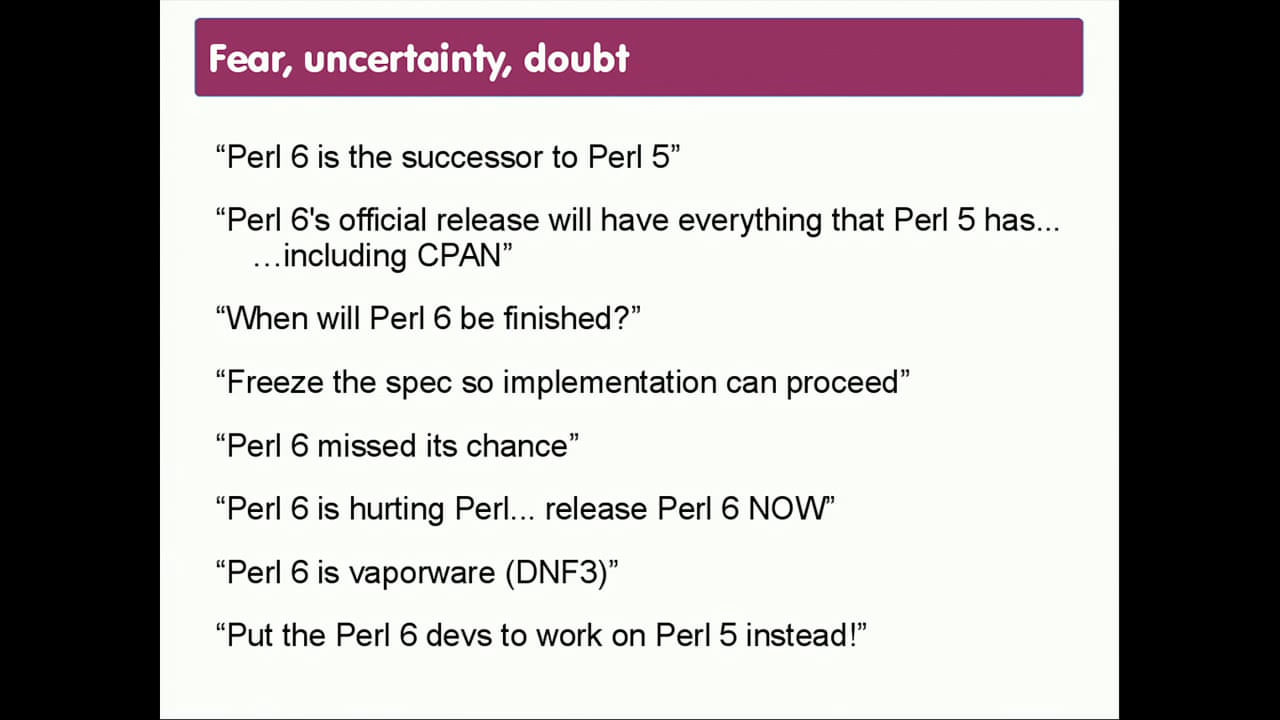 Fear, uncertainty, doubt
“Perl 6 is the successor to Perl 5”
“Perl 6's official release will have everything that Perl 5 has...
…including CPAN”
“When will Perl 6 be finished?”
“Freeze the spec so implementation can proceed”
“Perl 6 missed its chance”
“Perl 6 is hurting Perl... release Perl 6 NOW”
“Perl 6 is vaporware (DNF3)”
“Put the Perl 6 devs to work on Perl 5 instead!”